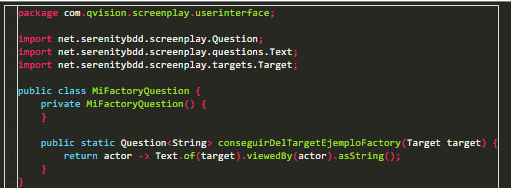 package com.qvision.screenplay.userinterface;
import net.serenitybdd.screenplay.Question;
import net.serenitybdd.screenplay.questions.Text;
import net.serenitybdd.screenplay.targets.Target;
public class MiFactoryQuestion {
private MiFactoryQuestion() {
}
public static Question<String> conseguirDelTargetEjemploFactory(Target target) {
return actor -> Text.of(target).viewedBy(actor).asString();
}
}